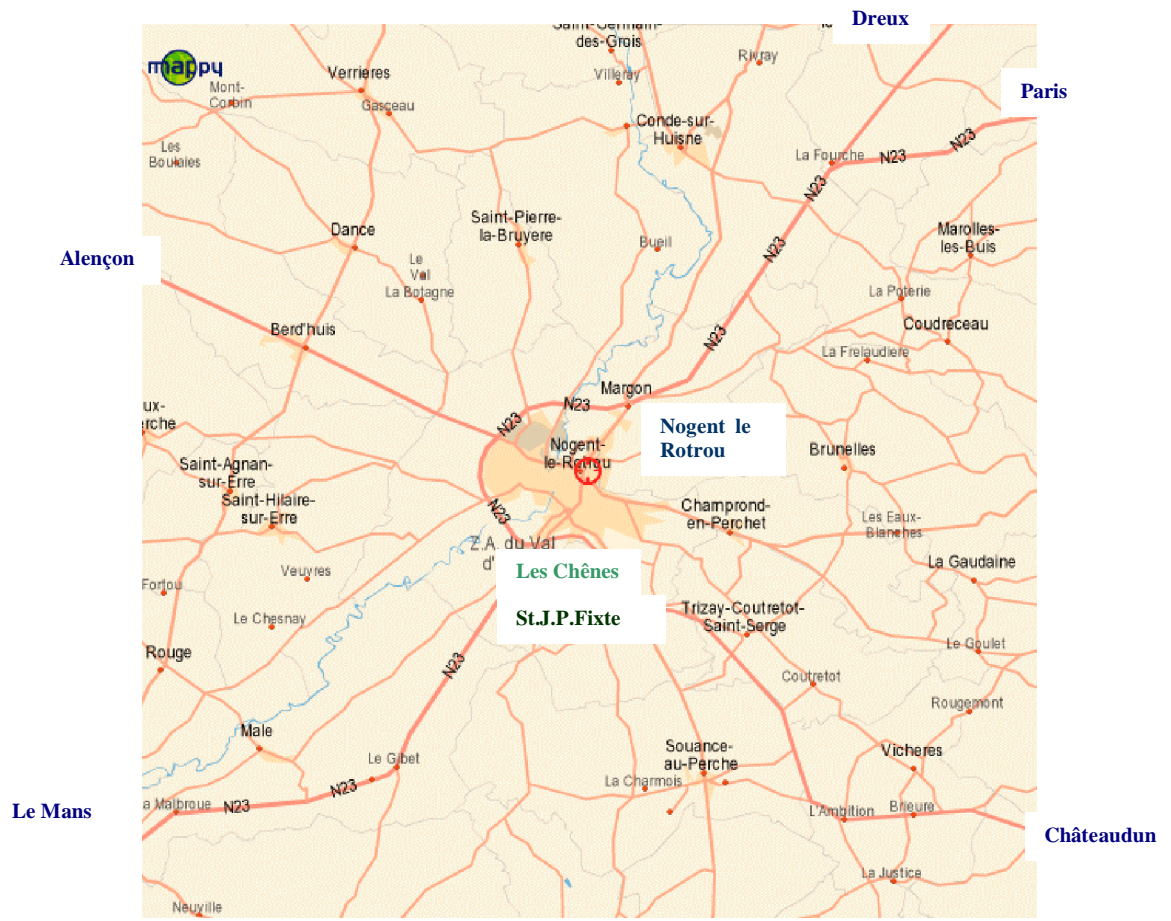 Dreux
Saint-Germain-
des-Grois
Rivray
mappy
Verrieres
Villeray
Mont-
Corbin
Gasceau
Paris
Conde-sur-
Huisne
Les
Boulaies
La Fourche
N23
N23
N23
Saint-Pierre-
la-Bruyere
Dance
Marolles-
les-Buis
Bueil
N23
Alençon
Le
Val
La Botagne
La Poterie
Berd'huis
Coudreceau
N23
La Frelaudiere
Margon
N23
N23
Nogent le
Rotrou
Nogent-
le-Rotrou
Brunelles
Saint-Agnan-
sur-Erre
Saint-Hilaire-
sur-Erre
N23
Champrond-
en-Perchet
Les Eaux-
Blanches
Z.A. du Val
La Gaudaine
Les Chênes
Veuvres
Fortou
St.J.P.Fixte
Trizay-Coutretot-
Saint-Serge
Le Chesnay
Le Goulet
Rouge
N23
Coutretot
Rougemont
Male
Le Gibet
Souance-
au-Perche
Vicheres
La Charmois
N23
N23
Le Mans
L'Ambition
Brieure
Châteaudun
La Justice
Neuville